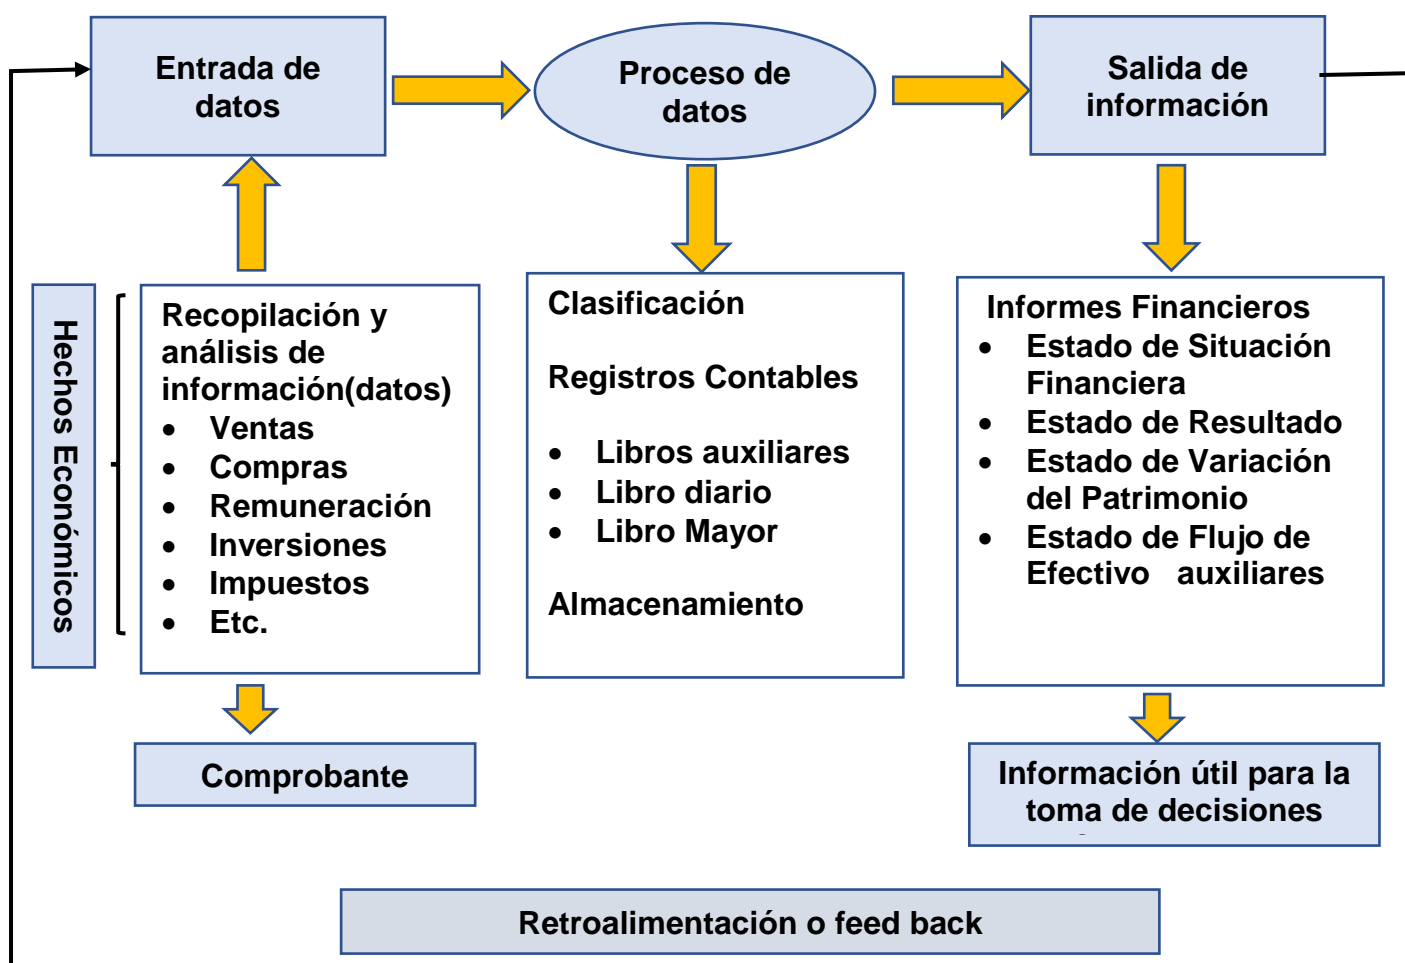 Entrada de
datos
Proceso de
datos
Salida de
información
Hechos Económicos
Recopilación y
análisis de
información(datos)
• Ventas
• Compras
• Remuneración
• Inversiones
• Impuestos
• Etc.
Clasificación
Registros Contables
• Libros auxiliares
• Libro diario
• Libro Mayor
Almacenamiento
Informes Financieros
• Estado de Situación
Financiera
• Estado de Resultado
• Estado de Variación
del Patrimonio
• Estado de Flujo de
Efectivo auxiliares
Comprobante
Información útil para la
toma de decisiones
Retroalimentación o feed back